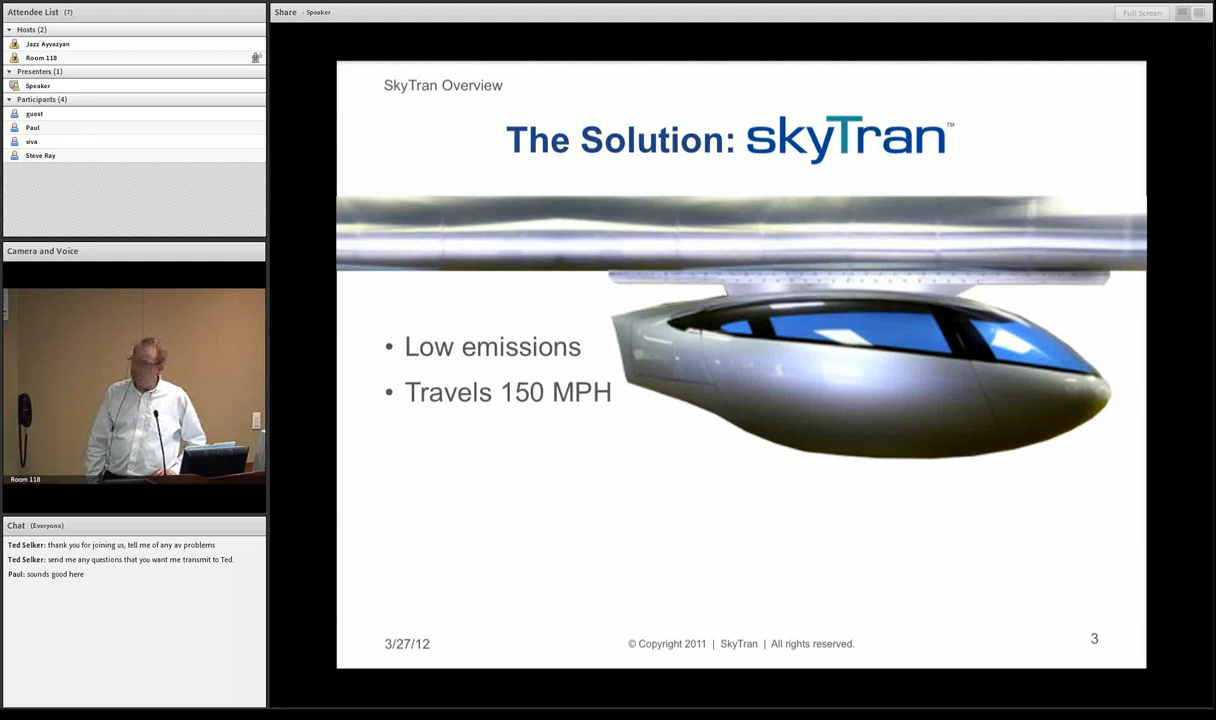 Attendee List (7)
Hosts (2)
Jazz Ayvazyan
Room 118
Presenters (1)
Speaker
Participants (4)
guest
Paul
siva
Steve Ray
Camera and Voice
Room 118
Chat (Everyone)
Ted Selker: thank you for joining us, tell me of any av problems
Ted Selker: send me any questions that you want me transmit to Ted.
Paul: sounds good here
Share - Speaker
Full Screen
SkyTran Overview
The Solution: skyTran™
• Low emissions
• Travels 150 MPH
3/27/12
© Copyright 2011 | SkyTran | All rights reserved.
3